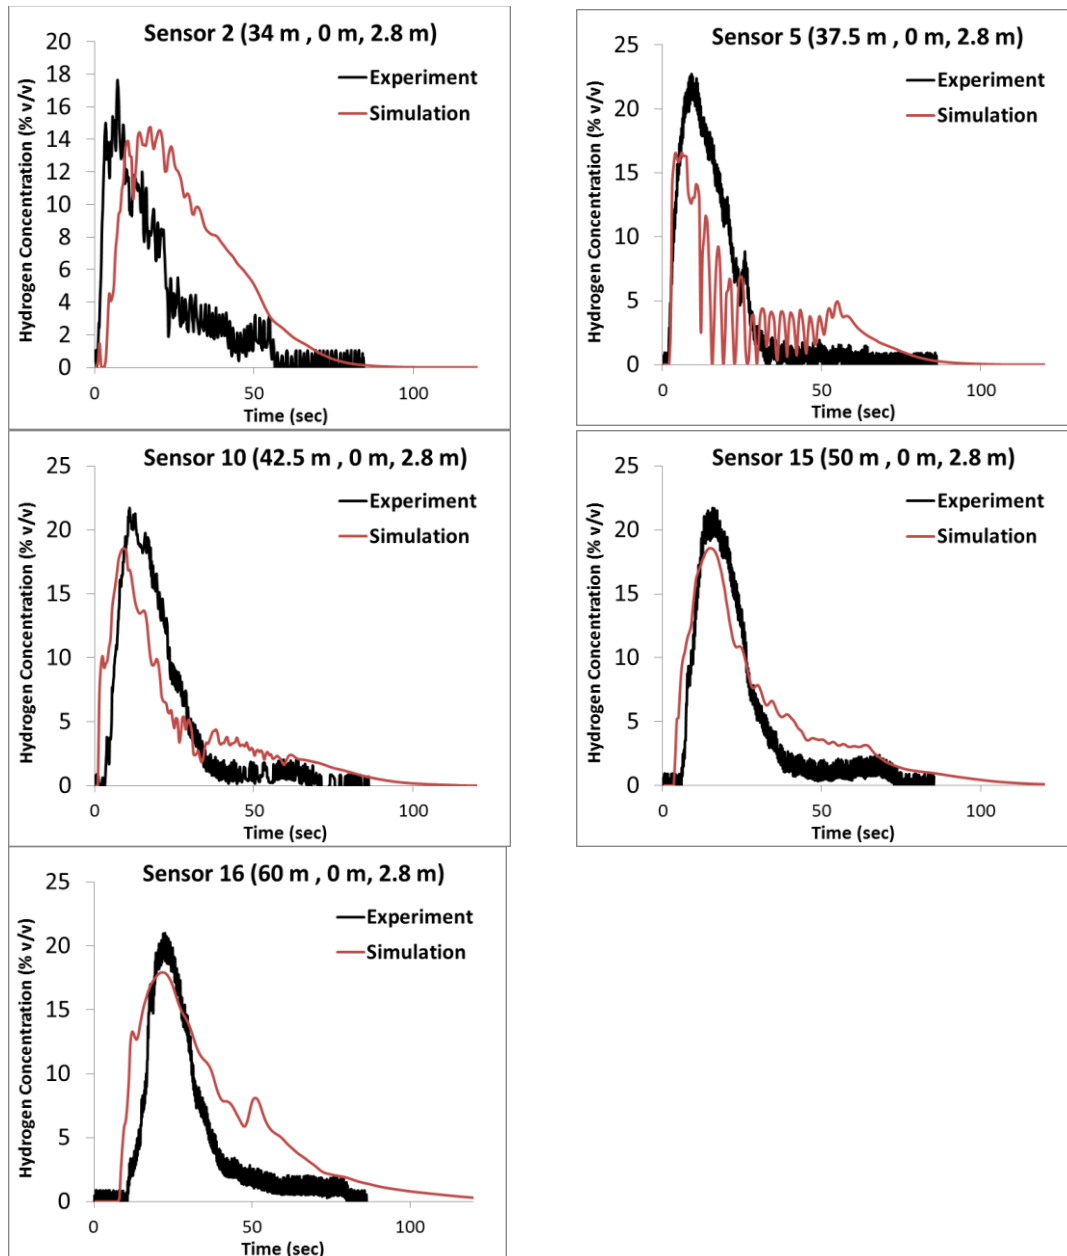 Sensor 2 (34 m , 0 m, 2.8 m)
Hydrogen Concentration (% v/v)
20
18
16
14
12
10
8
6
4
2
0
Experiment
Simulation
0 50 100
Time (sec)
Sensor 5 (37.5 m , 0 m, 2.8 m)
Hydrogen Concentration (% v/v)
25
20
15
10
5
0
Experiment
Simulation
0 50 100
Time (sec)
Sensor 10 (42.5 m , 0 m, 2.8 m)
Hydrogen Concentration (% v/v)
25
20
15
10
5
0
Experiment
Simulation
0 50 100
Time (sec)
Sensor 15 (50 m , 0 m, 2.8 m)
Hydrogen Concentration (% v/v)
25
20
15
10
5
0
Experiment
Simulation
0 50 100
Time (sec)
Sensor 16 (60 m , 0 m, 2.8 m)
Hydrogen Concentration (% v/v)
25
20
15
10
5
0
Experiment
Simulation
0 50 100
Time (sec)